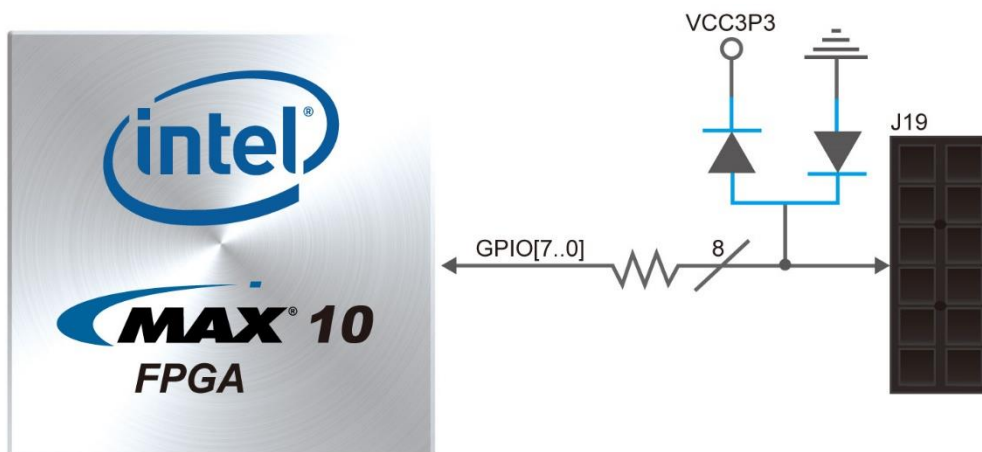 VCC3P3
J19
intel®
GPIO[7..0]
8
MAX® 10
FPGA